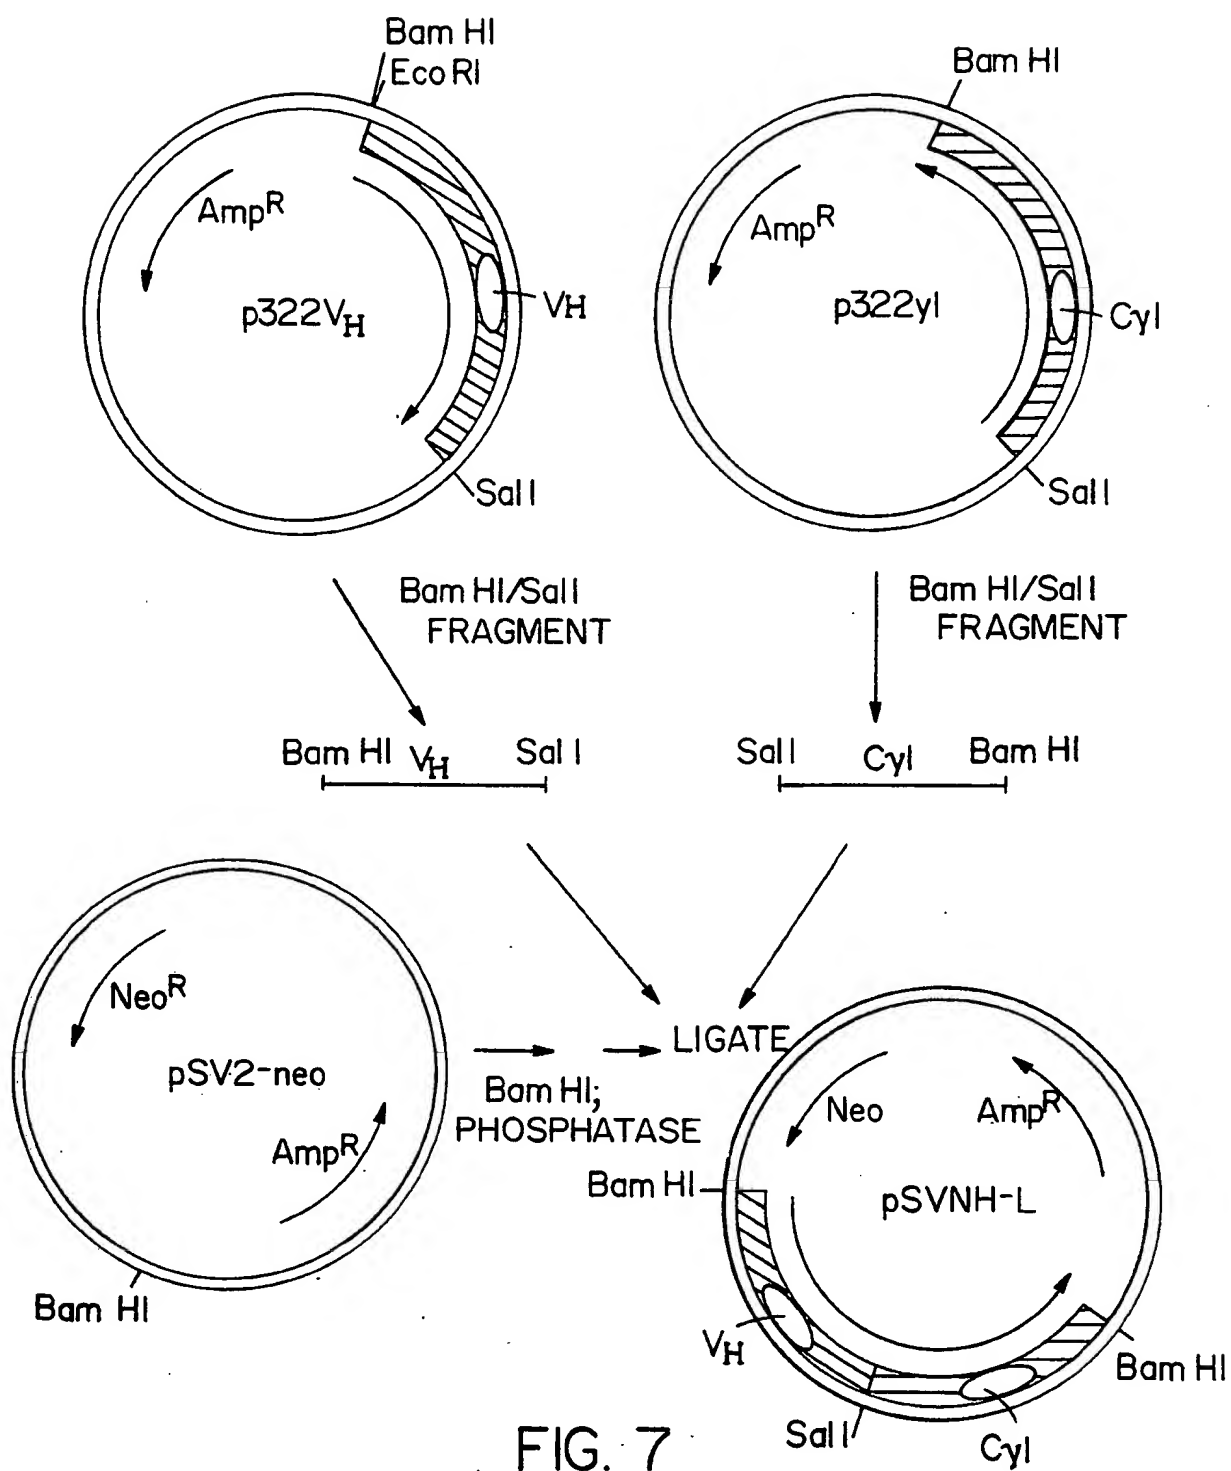 Bam HI
Eco RI
Amp^R
p322V_H
VH
Sal I
Bam HI
Amp^R
p322γl
Cγl
Sal I
Bam HI/Sal I
FRAGMENT
Bam HI/Sal I
FRAGMENT
Bam HI V_H Sal I
Sal I Cγl Bam HI
Neo^R
pSV2-neo
Amp^R
Bam HI
Bam HI;
PHOSPHATASE
LIGATE
Neo
Amp^R
pSVNH-L
Bam HI
V_H
Sal I
Cγl
Bam HI
FIG. 7